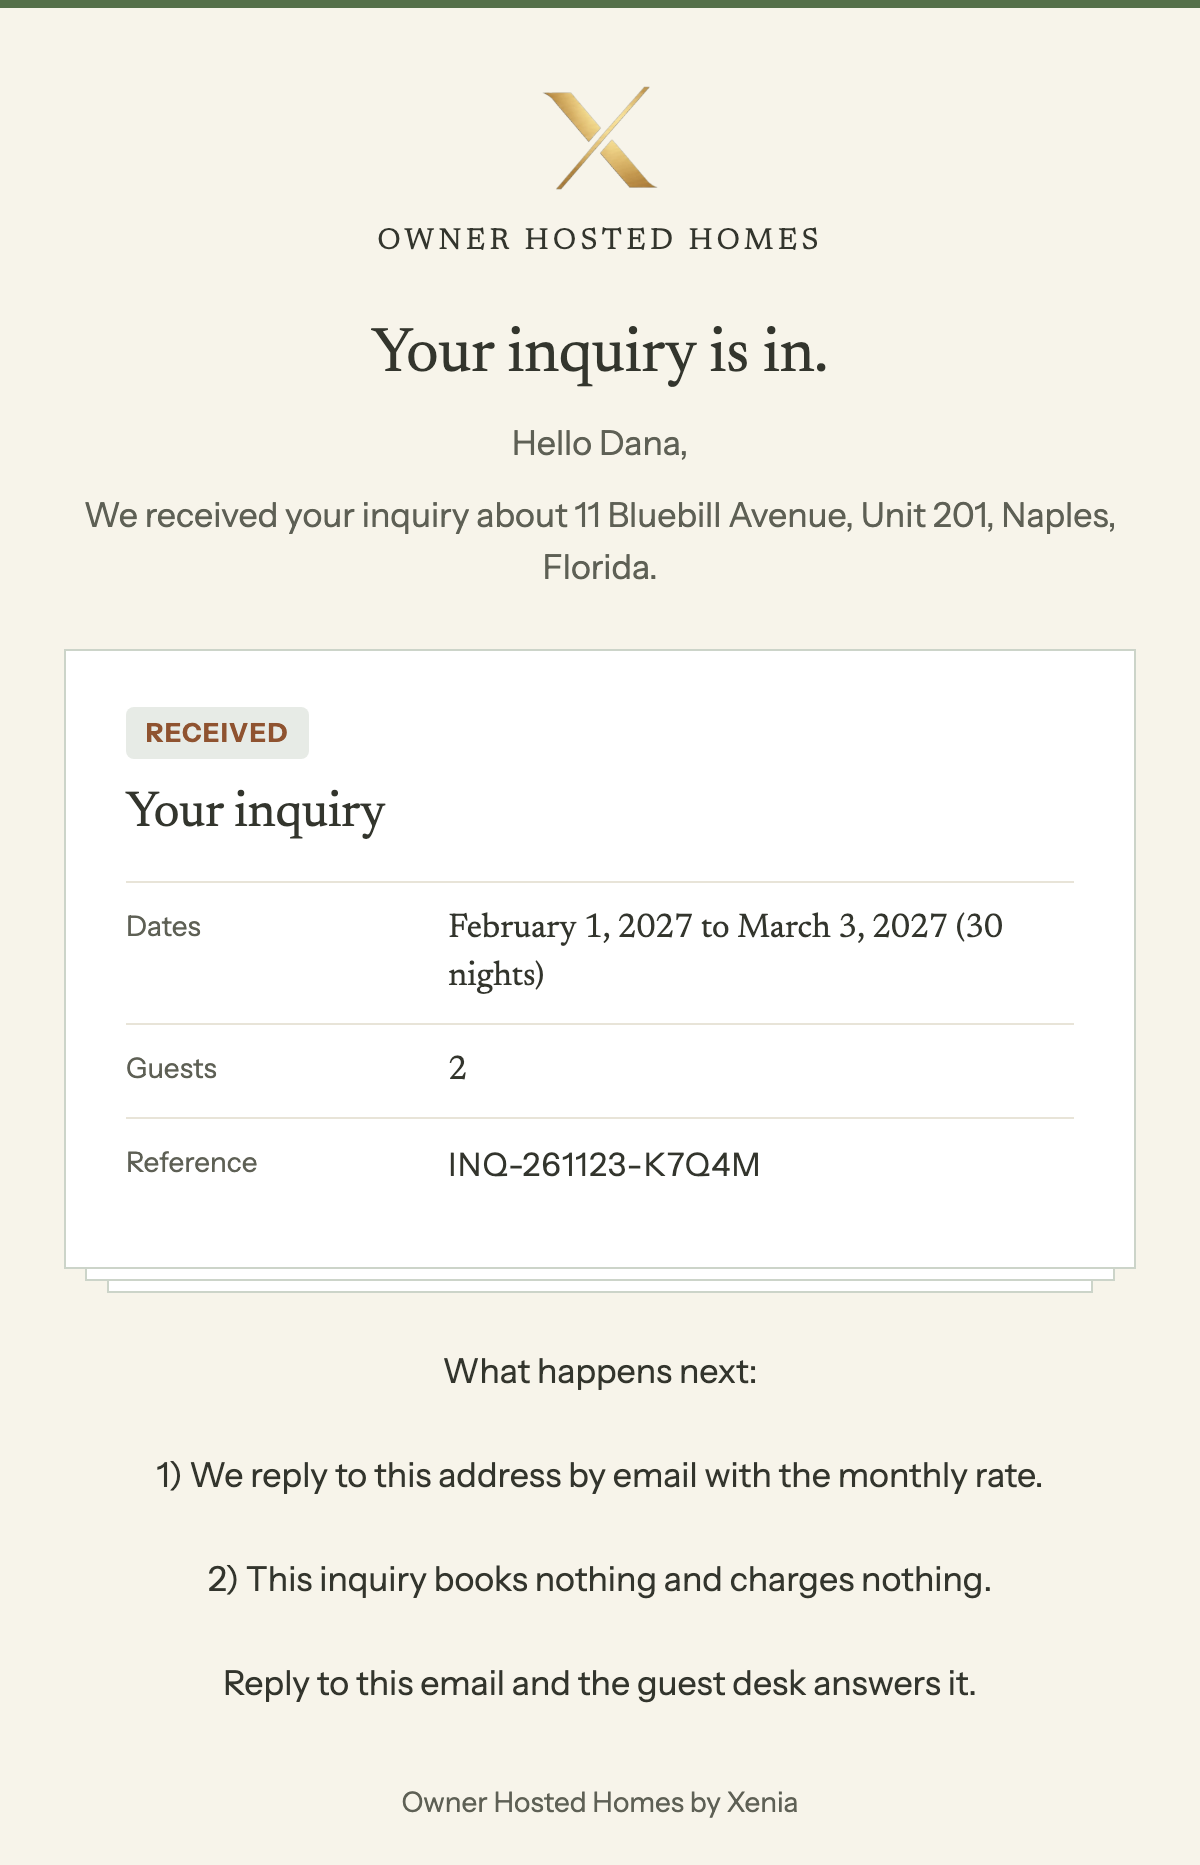 X
OWNER HOSTED HOMES
Your inquiry is in.
Hello Dana,
We received your inquiry about 11 Bluebill Avenue, Unit 201, Naples,
Florida.
RECEIVED
Your inquiry
Dates
February 1, 2027 to March 3, 2027 (30
nights)
Guests
2
Reference
INQ-261123-K7Q4M
What happens next:
1) We reply to this address by email with the monthly rate.
2) This inquiry books nothing and charges nothing.
Reply to this email and the guest desk answers it.
Owner Hosted Homes by Xenia